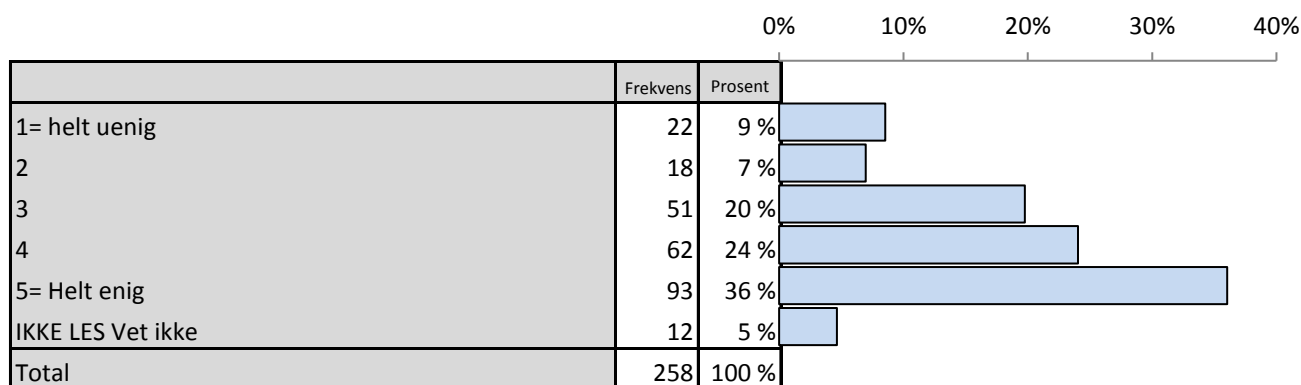 0% 10% 20% 30% 40%
Frekvens Prosent
1= helt uenig 22 9 %
2 18 7 %
3 51 20 %
4 62 24 %
5= Helt enig 93 36 %
IKKE LES Vet ikke 12 5 %
Total 258 100 %